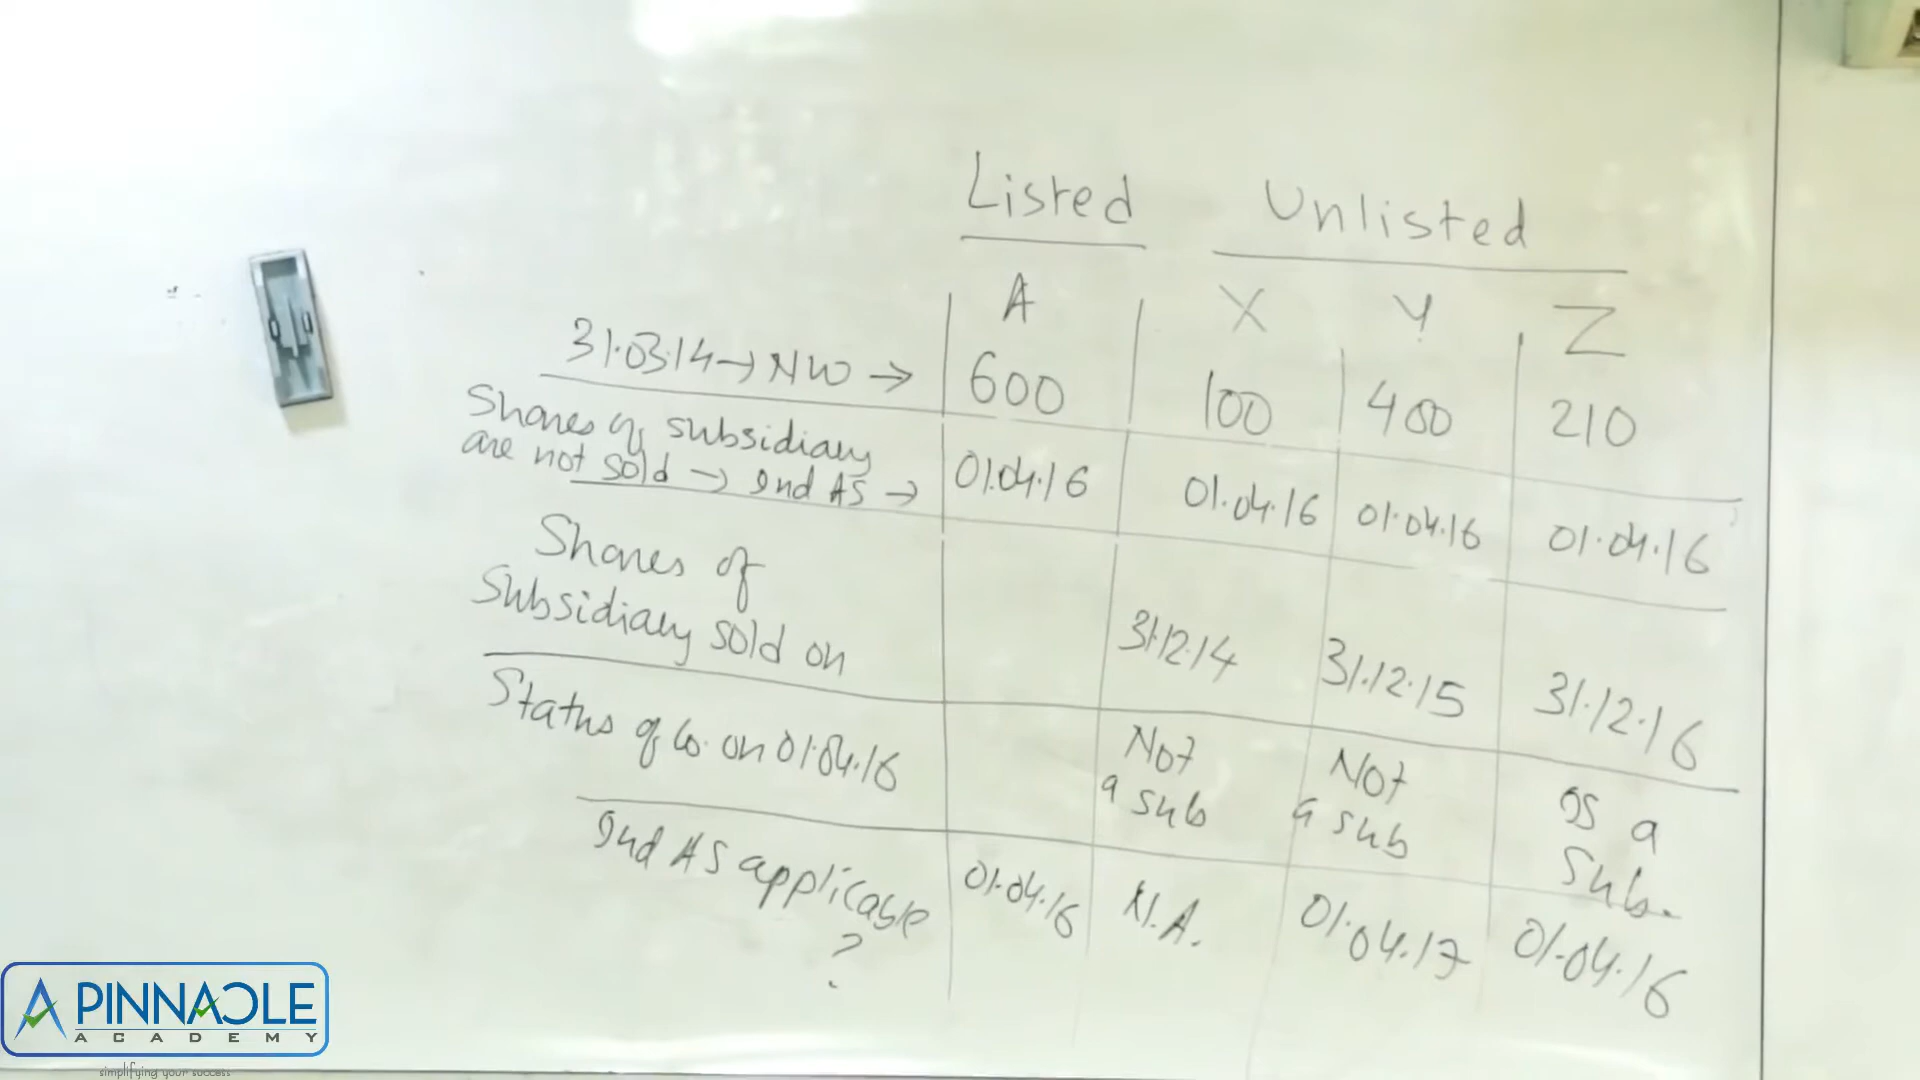 Listed Unlisted
A X Y Z
31.03.14 → NW → 600 100 400 210
Shares of subsidiary
are not sold → Ind AS → 01.04.16 01.04.16 01.04.16 01.04.16
Shares of
Subsidiary sold on 31.12.14 31.12.15 31.12.16
Status of Co. on 01.04.16 Not a sub Not a sub Is a Sub.
Ind AS applicable
? 01.04.16 N.A. 01.04.17 01.04.16
PINNACLE
ACADEMY
simplifying your success